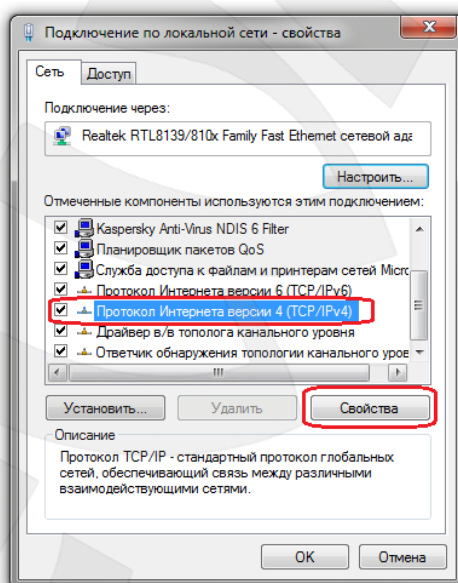 Подключение по локальной сети - свойства
Сеть Доступ
Подключение через:
Realtek RTL8139/810x Family Fast Ethernet сетевой ада
Настроить...
Отмеченные компоненты используются этим подключением:
Kaspersky Anti-Virus NDIS 6 Filter
Планировщик пакетов QoS
Служба доступа к файлам и принтерам сетей Micro
Протокол Интернета версии 6 (TCP/IPv6)
Протокол Интернета версии 4 (TCP/IPv4)
Драйвер в/в тополога канального уровня
Ответчик обнаружения топологии канального уров
Установить... Удалить Свойства
Описание
Протокол TCP/IP - стандартный протокол глобальных
сетей, обеспечивающий связь между различными
взаимодействующими сетями.
OK Отмена